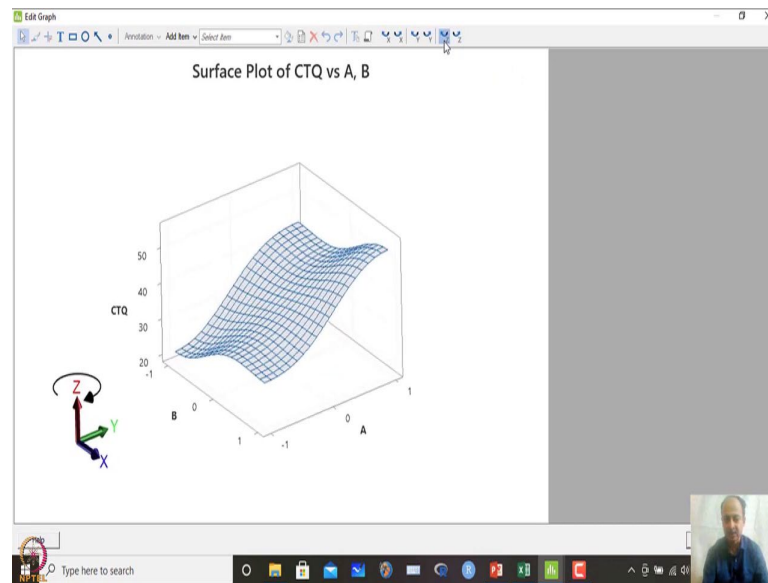 Edit Graph
T Annotation Add Item Select Item
Surface Plot of CTQ vs A, B
50
40
CTQ
30
20
-1
B
0
1
-1
0
A
1
Z
Y
X
Help
NPTEL
Type here to search